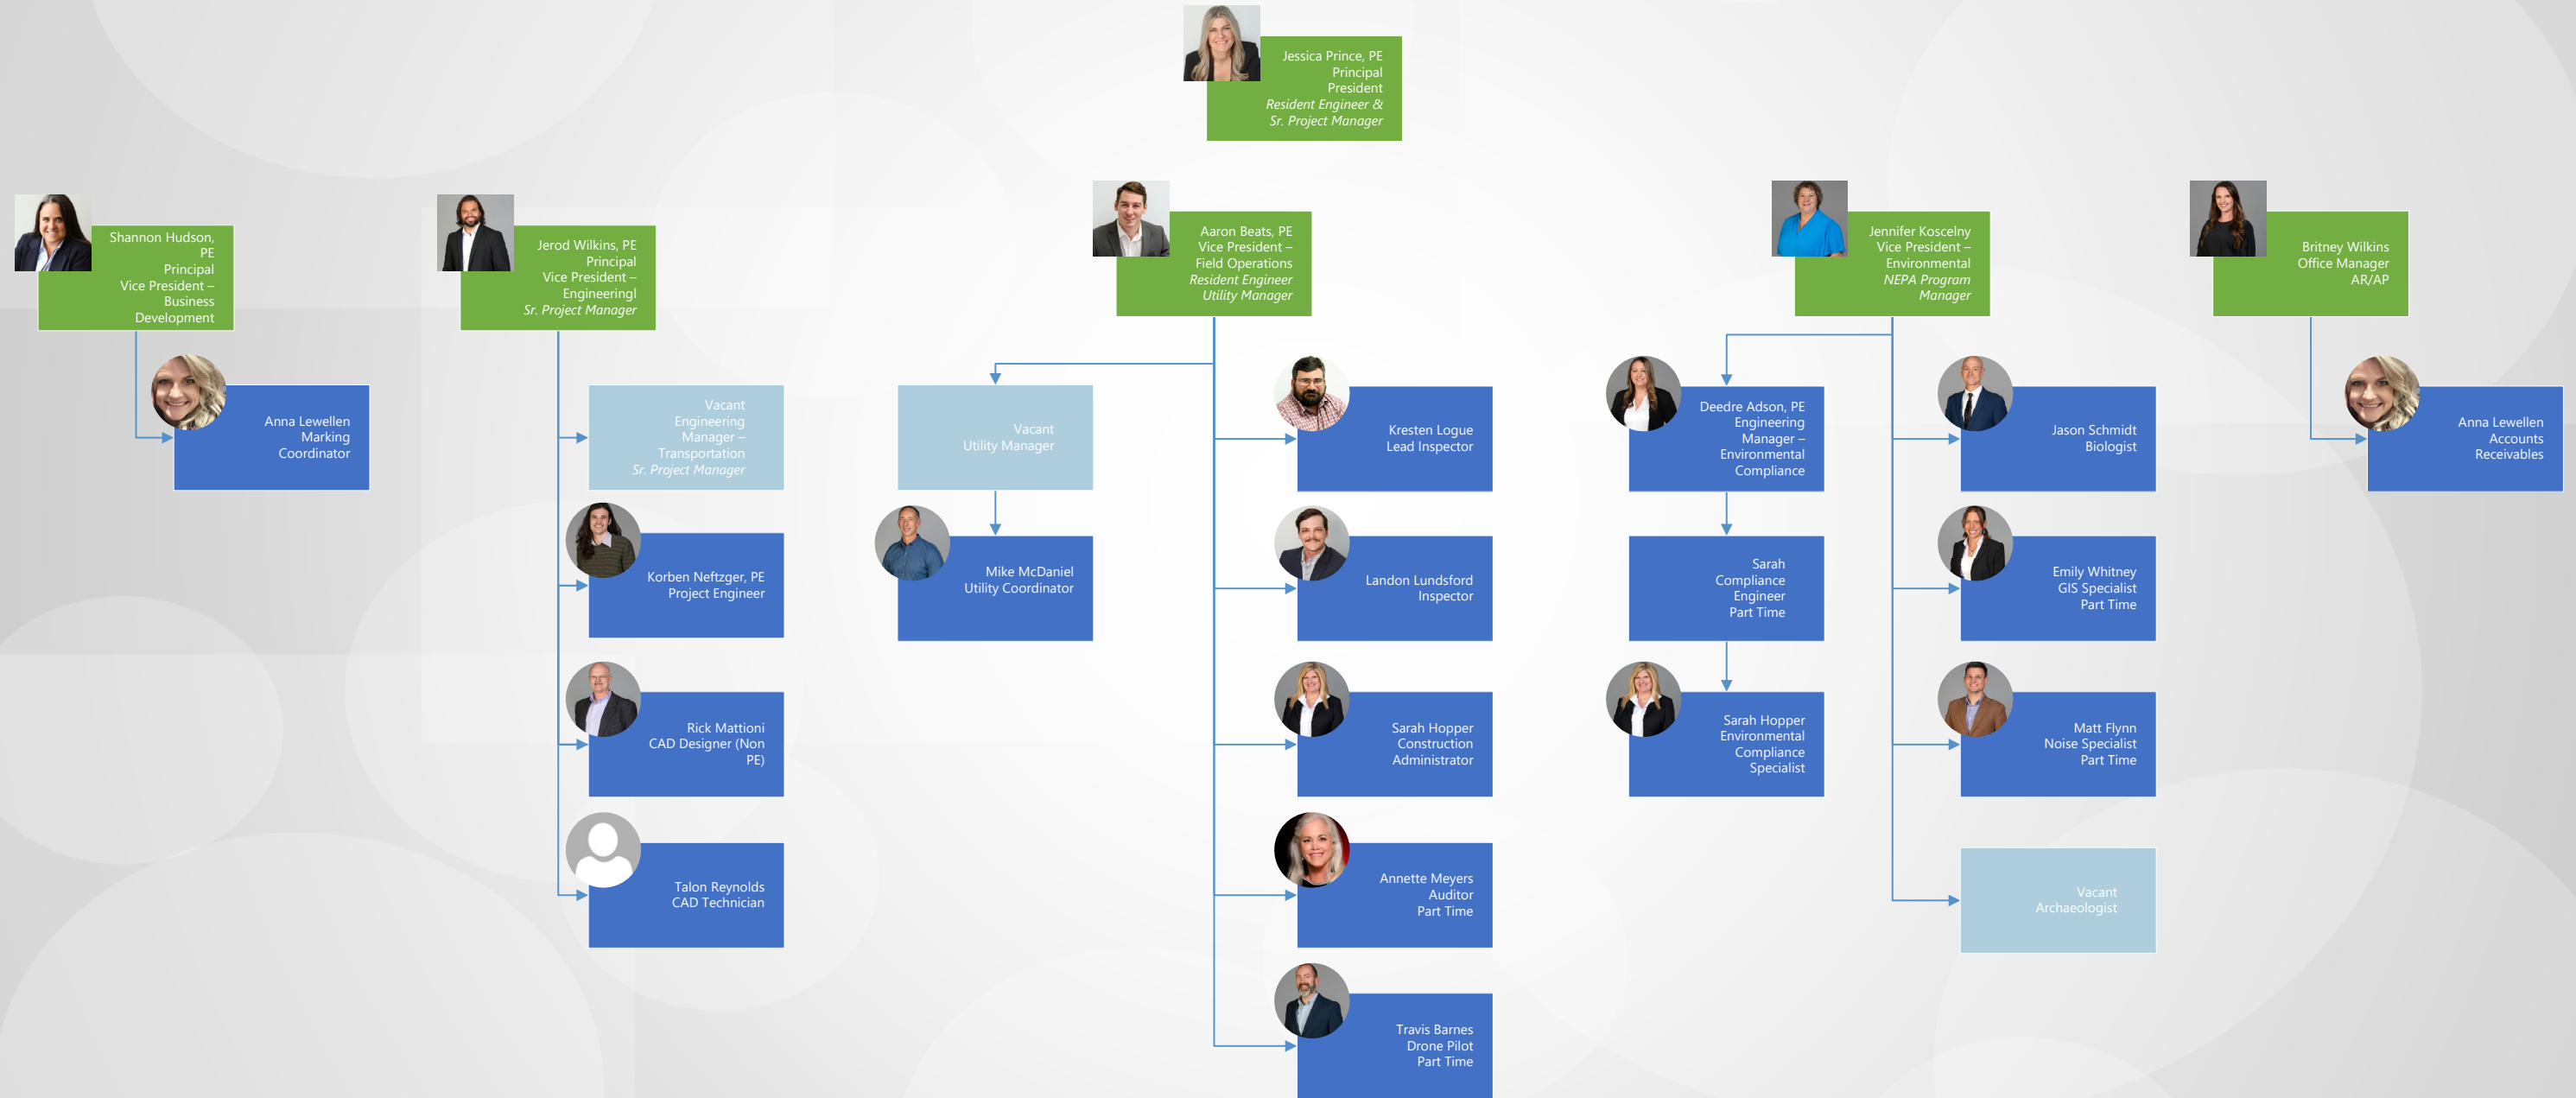 Jessica Prince, PE
Principal
President
Resident Engineer &
Sr. Project Manager
Shannon Hudson,
PE
Principal
Vice President –
Business
Development
Jerod Wilkins, PE
Principal
Vice President –
Engineeringl
Sr. Project Manager
Aaron Beats, PE
Vice President –
Field Operations
Resident Engineer
Utility Manager
Jennifer Koscelny
Vice President –
Environmental
NEPA Program
Manager
Britney Wilkins
Office Manager
AR/AP
Anna Lewellen
Marking
Coordinator
Vacant
Engineering
Manager –
Transportation
Sr. Project Manager
Vacant
Utility Manager
Kresten Logue
Lead Inspector
Deedre Adson, PE
Engineering
Manager –
Environmental
Compliance
Jason Schmidt
Biologist
Anna Lewellen
Accounts
Receivables
Korben Neftzger, PE
Project Engineer
Mike McDaniel
Utility Coordinator
Landon Lundsford
Inspector
Sarah
Compliance
Engineer
Part Time
Emily Whitney
GIS Specialist
Part Time
Rick Mattioni
CAD Designer (Non
PE)
Sarah Hopper
Construction
Administrator
Sarah Hopper
Environmental
Compliance
Specialist
Matt Flynn
Noise Specialist
Part Time
Talon Reynolds
CAD Technician
Annette Meyers
Auditor
Part Time
Vacant
Archaeologist
Travis Barnes
Drone Pilot
Part Time